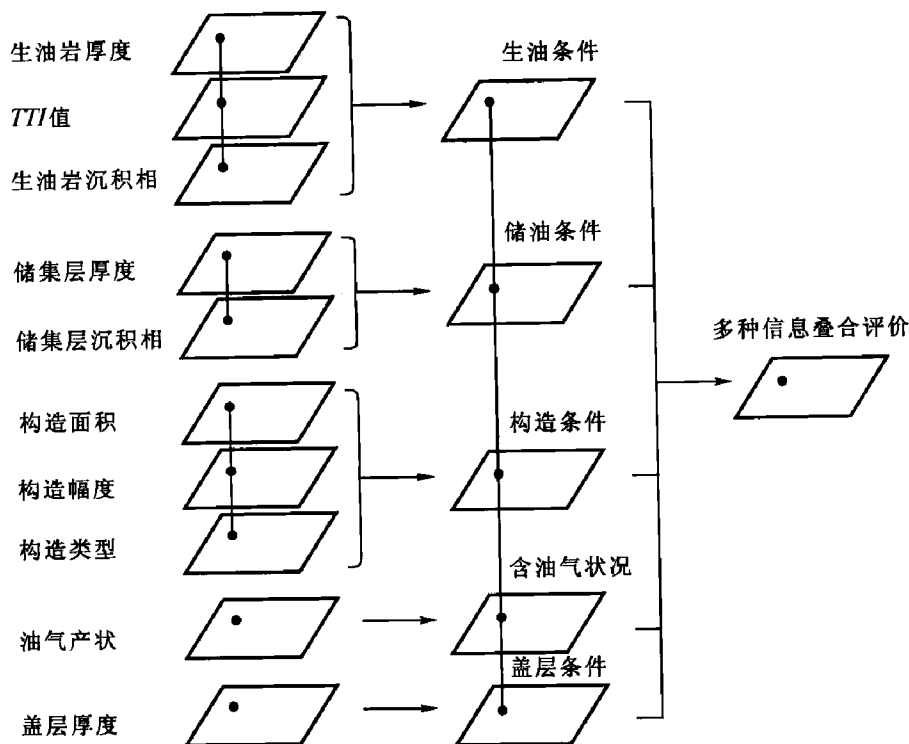 生油岩厚度
TTI值
生油岩沉积相
储集层厚度
储集层沉积相
构造面积
构造幅度
构造类型
油气产状
盖层厚度
生油条件
储油条件
构造条件
含油气状况
盖层条件
多种信息叠合评价